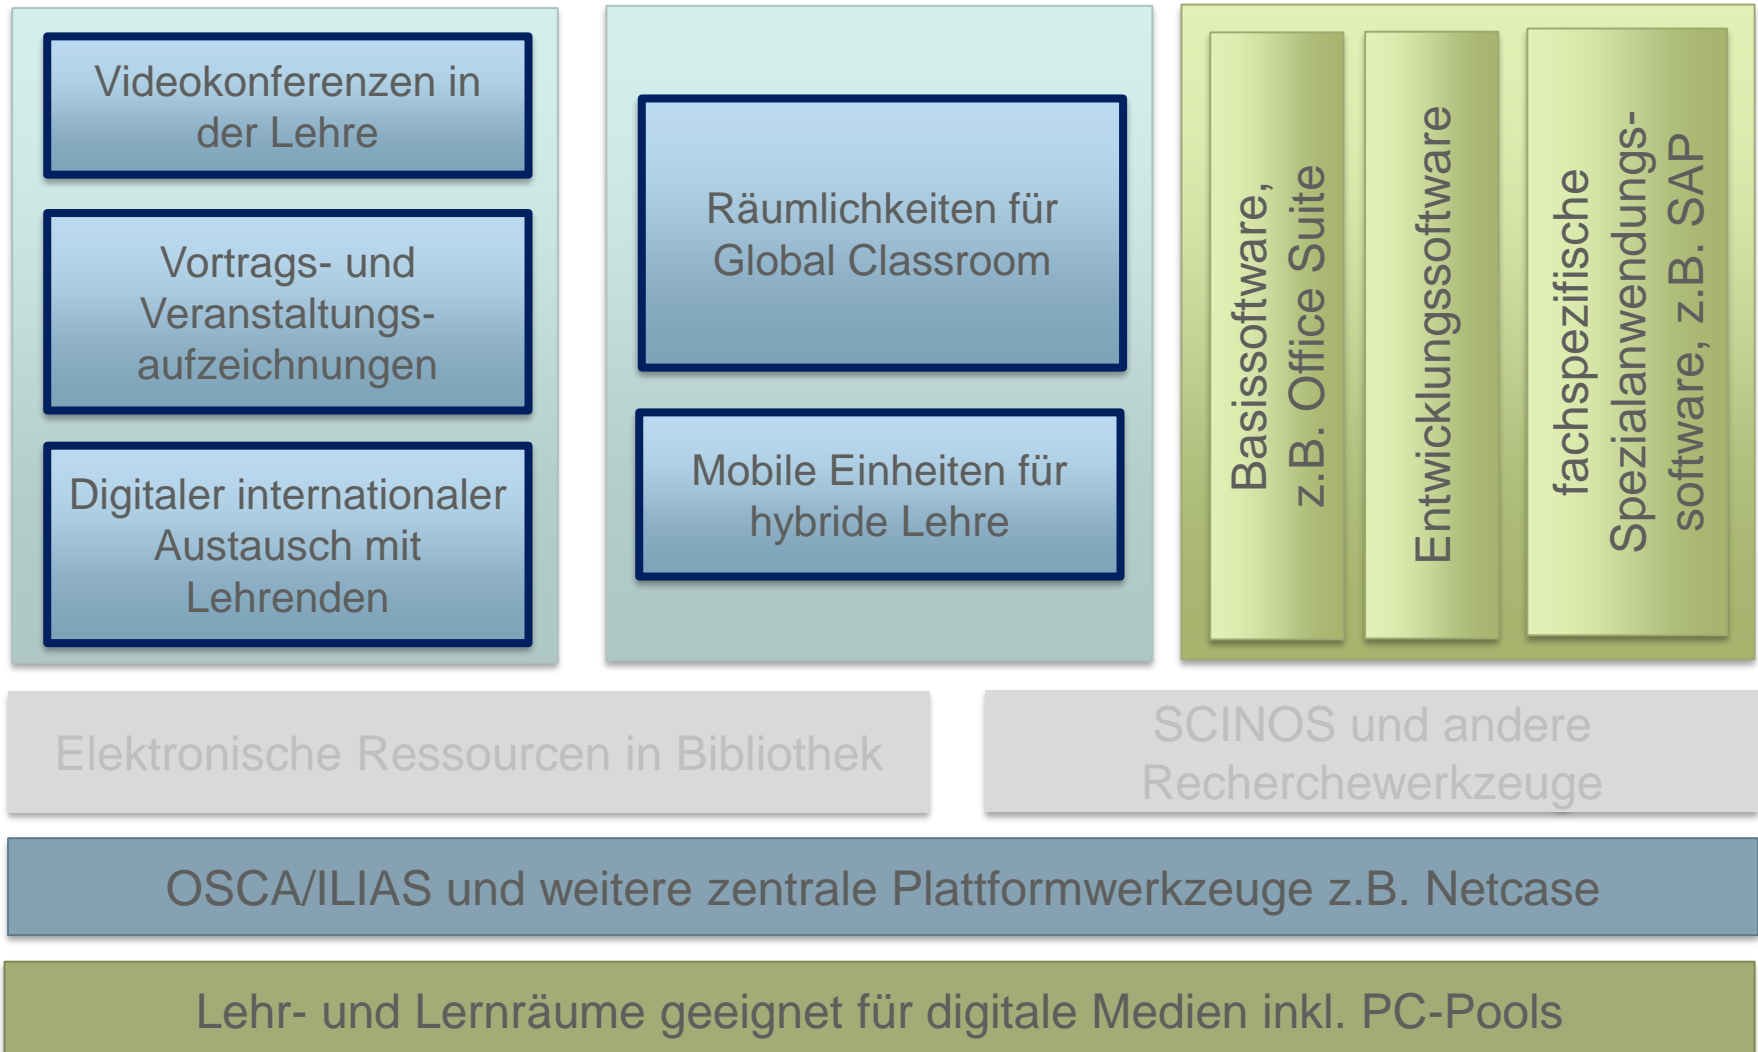 Videokonferenzen in
der Lehre
Vortrags- und
Veranstaltungs-
aufzeichnungen
Digitaler internationaler
Austausch mit
Lehrenden
Räumlichkeiten für
Global Classroom
Mobile Einheiten für
hybride Lehre
Basissoftware,
z.B. Office Suite
Entwicklungssoftware
fachspezifische
Spezialanwendungs-
software, z.B. SAP
Elektronische Ressourcen in Bibliothek
SCINOS und andere
Recherchewerkzeuge
OSCA/ILIAS und weitere zentrale Plattformwerkzeuge z.B. Netcase
Lehr- und Lernräume geeignet für digitale Medien inkl. PC-Pools